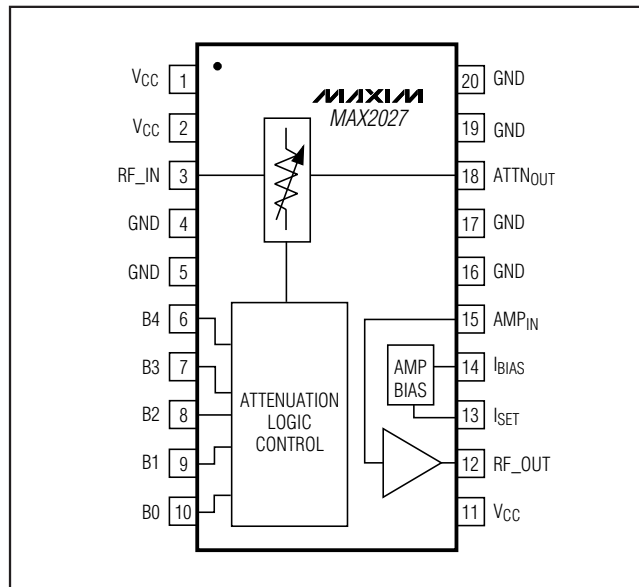 MAXIM
MAX2027
VCC 1
VCC 2
RF_IN 3
GND 4
GND 5
B4 6
B3 7
B2 8
B1 9
B0 10
ATTENUATION
LOGIC
CONTROL
AMP
BIAS
20 GND
19 GND
18 ATTNOUT
17 GND
16 GND
15 AMPIN
14 IBIAS
13 ISET
12 RF_OUT
11 VCC